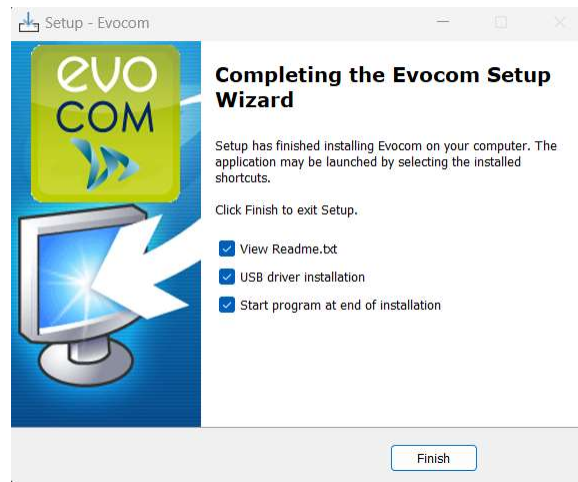 Setup - Evocom
evo
COM
Completing the Evocom Setup
Wizard
Setup has finished installing Evocom on your computer. The
application may be launched by selecting the installed
shortcuts.
Click Finish to exit Setup.
View Readme.txt
USB driver installation
Start program at end of installation
Finish